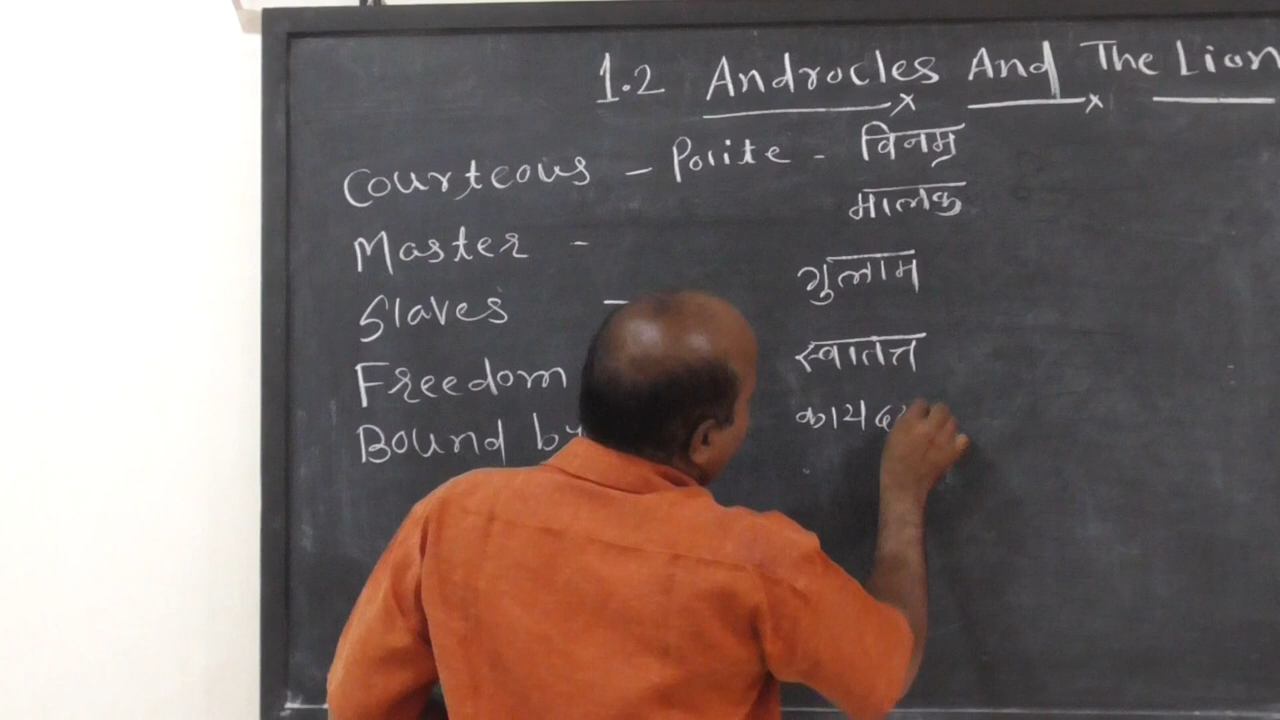 1.2 Androcles And The Lion
Courteous - Polite - विनम्र
मालक
Master -
गुलाम
Slaves -
स्वातंत्र
Freedom
Bound by